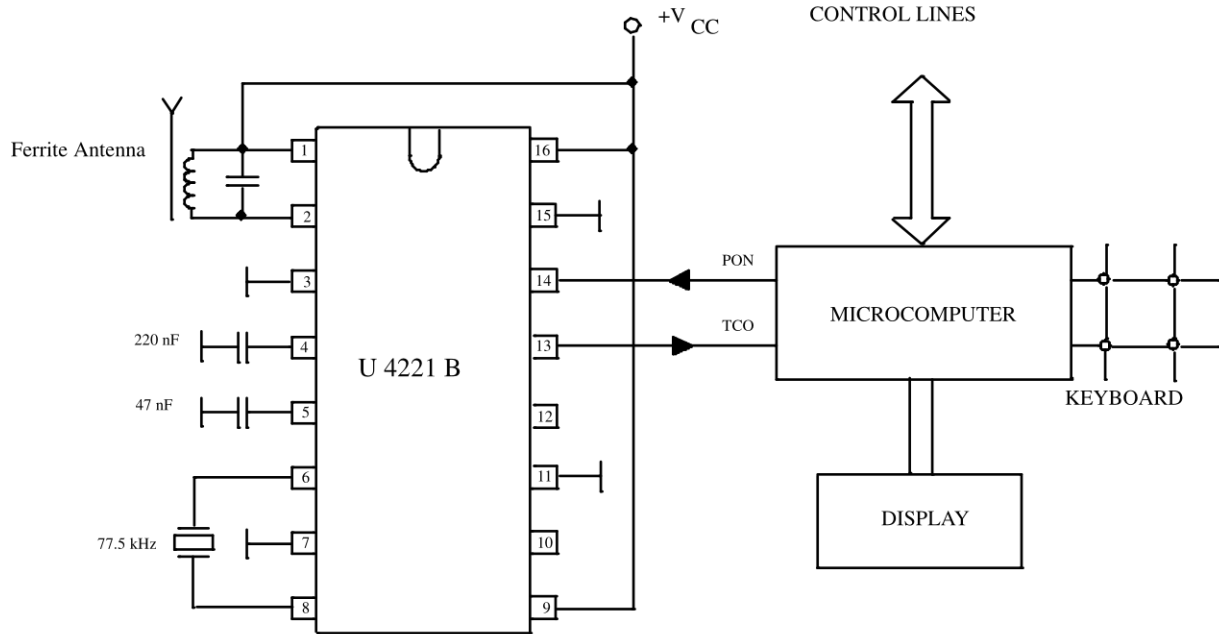 +V CC
CONTROL LINES
Ferrite Antenna
1
16
2
15
3
14
PON
220 nF
4
13
TCO
MICROCOMPUTER
U 4221 B
47 nF
5
12
KEYBOARD
6
11
77.5 kHz
7
10
DISPLAY
8
9